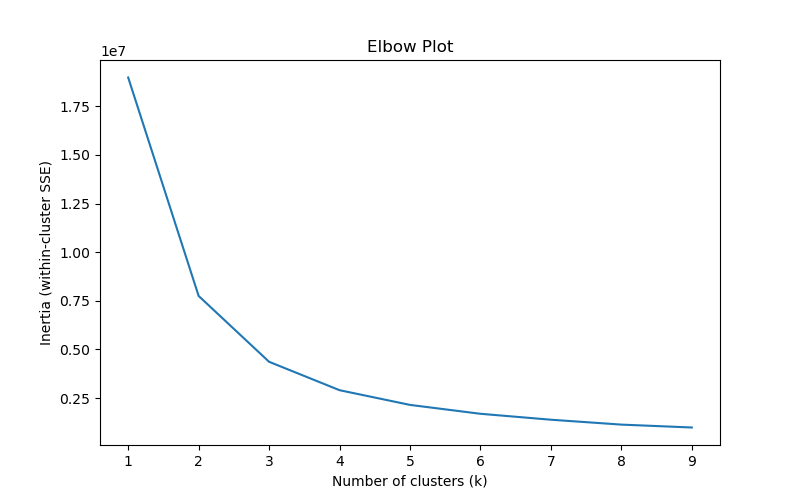 Elbow Plot
1e7
1.75
1.50
1.25
1.00
0.75
0.50
0.25
Inertia (within-cluster SSE)
1 2 3 4 5 6 7 8 9
Number of clusters (k)